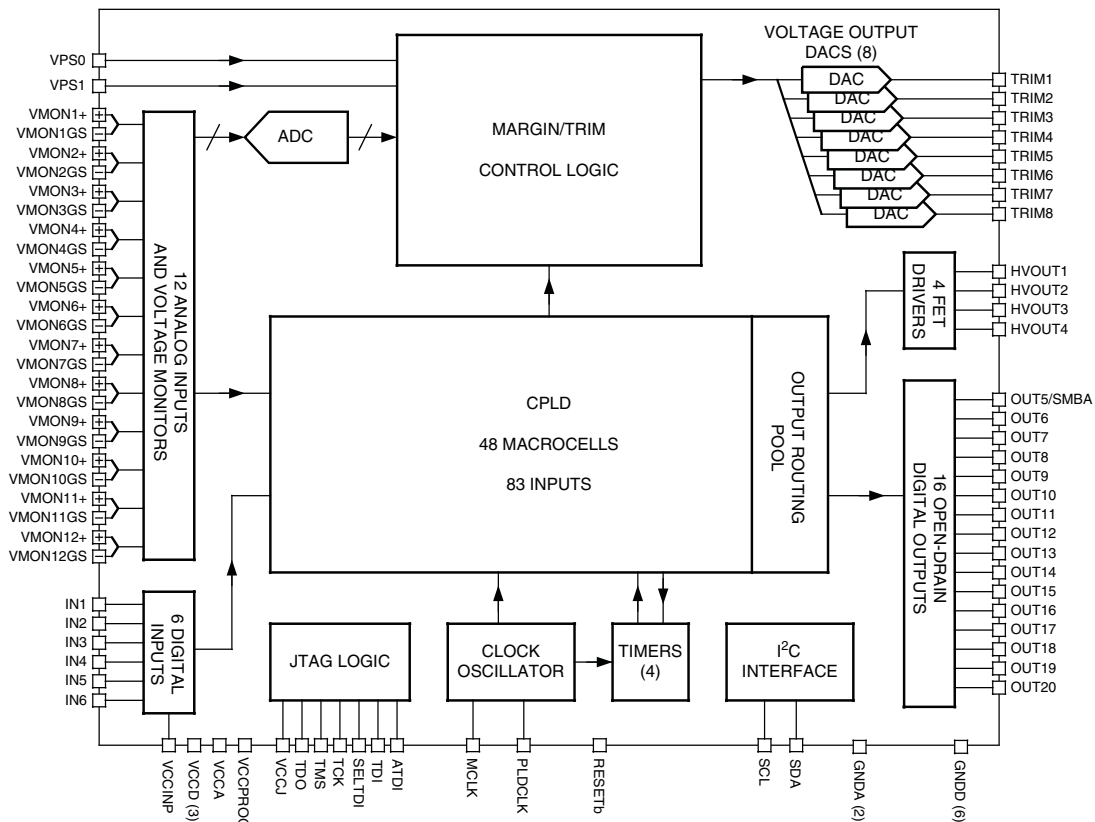 VOLTAGE OUTPUT
DACS (8)
VPS0
VPS1
VMON1+
VMON1GS
VMON2+
VMON2GS
VMON3+
VMON3GS
VMON4+
VMON4GS
VMON5+
VMON5GS
VMON6+
VMON6GS
VMON7+
VMON7GS
VMON8+
VMON8GS
VMON9+
VMON9GS
VMON10+
VMON10GS
VMON11+
VMON11GS
VMON12+
VMON12GS
12 ANALOG INPUTS
AND VOLTAGE MONITORS
ADC
MARGIN/TRIM
CONTROL LOGIC
DAC
DAC
DAC
DAC
DAC
DAC
DAC
DAC
TRIM1
TRIM2
TRIM3
TRIM4
TRIM5
TRIM6
TRIM7
TRIM8
4 FET
DRIVERS
HVOUT1
HVOUT2
HVOUT3
HVOUT4
CPLD
48 MACROCELLS
83 INPUTS
OUTPUT ROUTING
POOL
16 OPEN-DRAIN
DIGITAL OUTPUTS
OUT5/SMBA
OUT6
OUT7
OUT8
OUT9
OUT10
OUT11
OUT12
OUT13
OUT14
OUT15
OUT16
OUT17
OUT18
OUT19
OUT20
IN1
IN2
IN3
IN4
IN5
IN6
6 DIGITAL
INPUTS
JTAG LOGIC
CLOCK
OSCILLATOR
TIMERS
(4)
I²C
INTERFACE
VCCINP
VCCD (3)
VCCA
VCCPROG
VCCJ
TDO
TMS
TCK
SELTDI
TDI
ATDI
MCLK
PLDCLK
RESETb
SCL
SDA
GNDA (2)
GNDD (6)